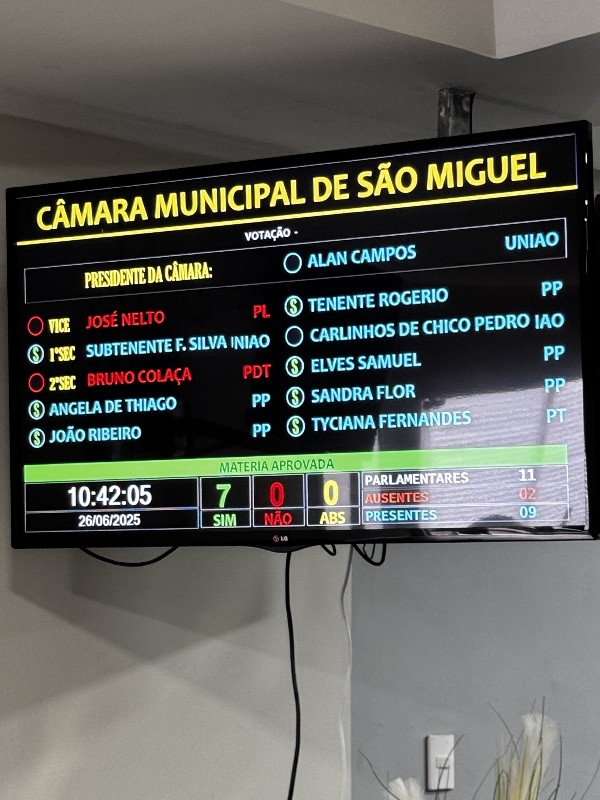 CÂMARA MUNICIPAL DE SÃO MIGUEL
VOTAÇÃO -
PRESIDENTE DA CÂMARA: ALAN CAMPOS UNIAO
VICE JOSÉ NELTO PL
1ºSEC SUBTENENTE F. SILVA INIAO
2ºSEC BRUNO COLAÇA PDT
S ANGELA DE THIAGO PP
S JOÃO RIBEIRO PP
S TENENTE ROGERIO PP
CARLINHOS DE CHICO PEDRO IAO
S ELVES SAMUEL PP
S SANDRA FLOR PP
S TYCIANA FERNANDES PT
MATERIA APROVADA
10:42:05
26/06/2025
7 SIM
0 NÃO
0 ABS
PARLAMENTARES 11
AUSENTES 02
PRESENTES 09
LG